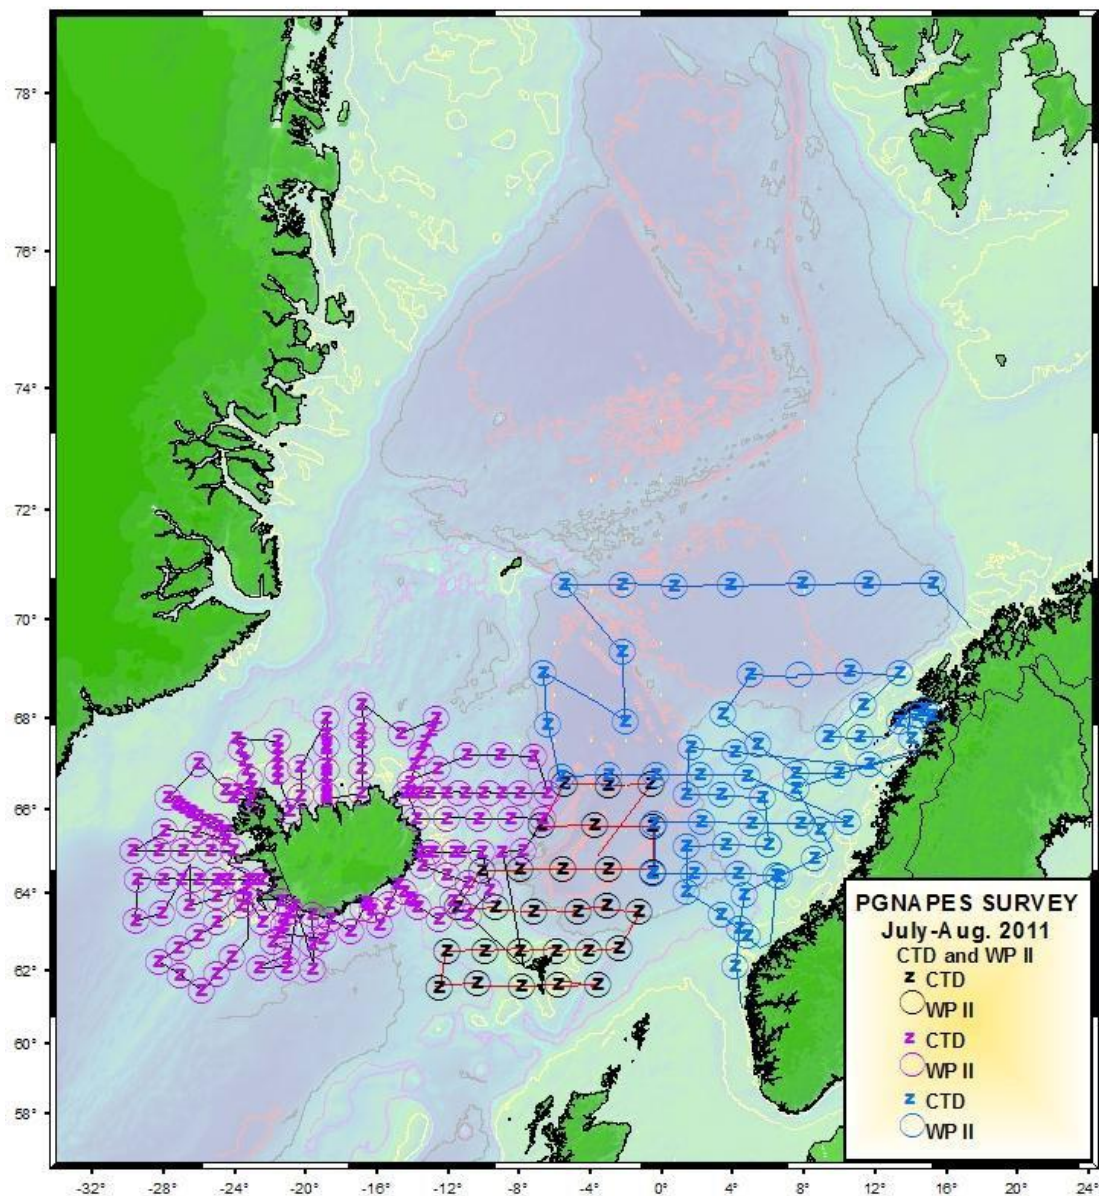 78°
76°
74°
72°
70°
68°
66°
64°
62°
60°
58°
PGNAPES SURVEY
July-Aug. 2011
CTD and WP II
z CTD
WP II
z CTD
WP II
z CTD
WP II
-32° -28° -24° -20° -16° -12° -8° -4° 0° 4° 8° 12° 16° 20° 24°